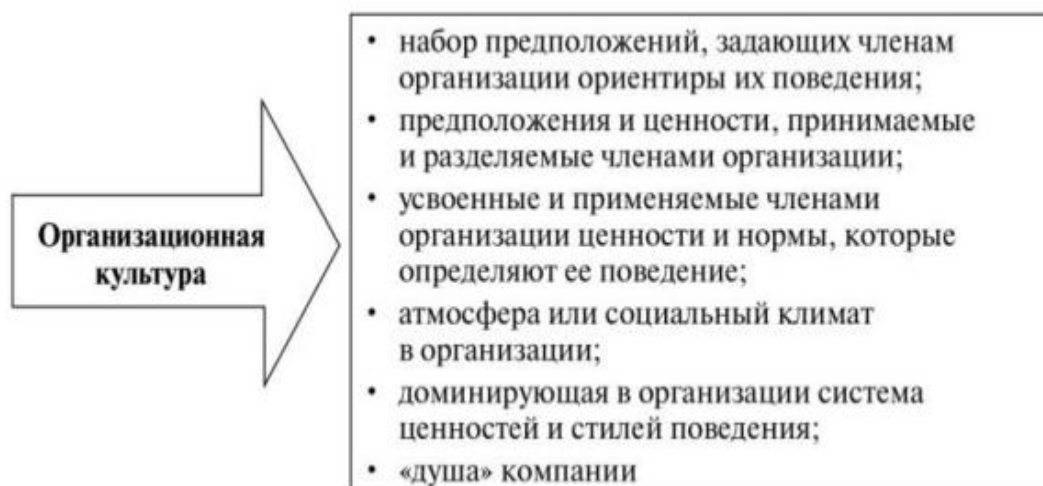 Организационная
культура
• набор предположений, задающих членам
организации ориентиры их поведения;
• предположения и ценности, принимаемые
и разделяемые членами организации;
• усвоенные и применяемые членами
организации ценности и нормы, которые
определяют ее поведение;
• атмосфера или социальный климат
в организации;
• доминирующая в организации система
ценностей и стилей поведения;
• «душа» компании